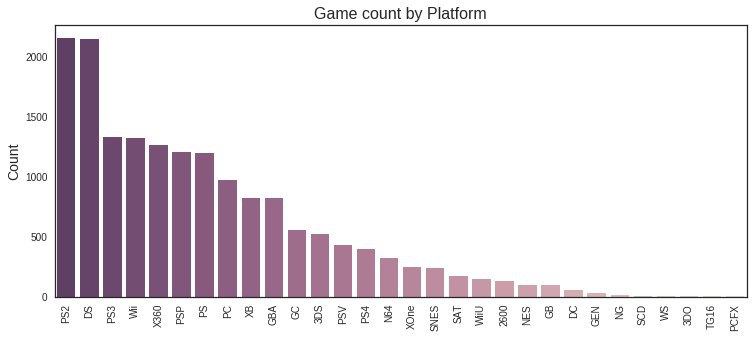 Game count by Platform
Count
2000
1500
1000
500
0
PS2
DS
PS3
Wii
X360
PSP
PS
PC
XB
GBA
GC
3DS
PSV
PS4
N64
XOne
SNES
SAT
WiiU
2600
NES
GB
DC
GEN
NG
SCD
WS
3DO
TG16
PCFX